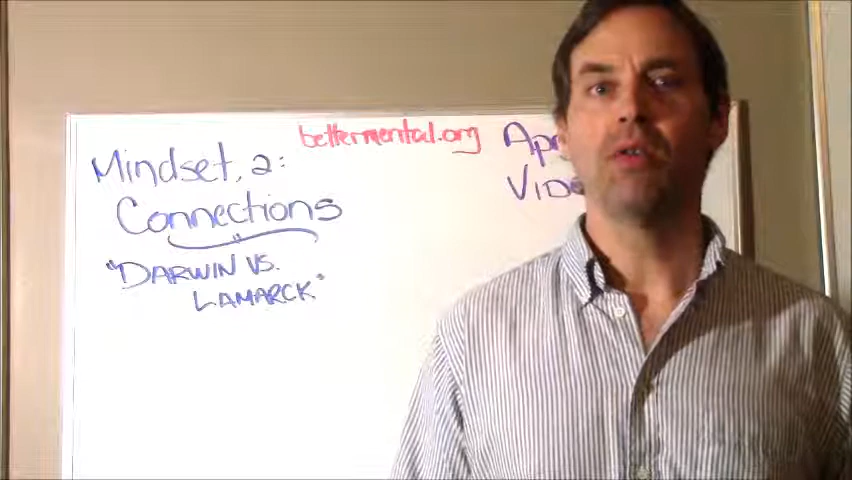 bettermental.org
Mindset, 2:
Connections
"DARWIN VS.
LAMARCK"